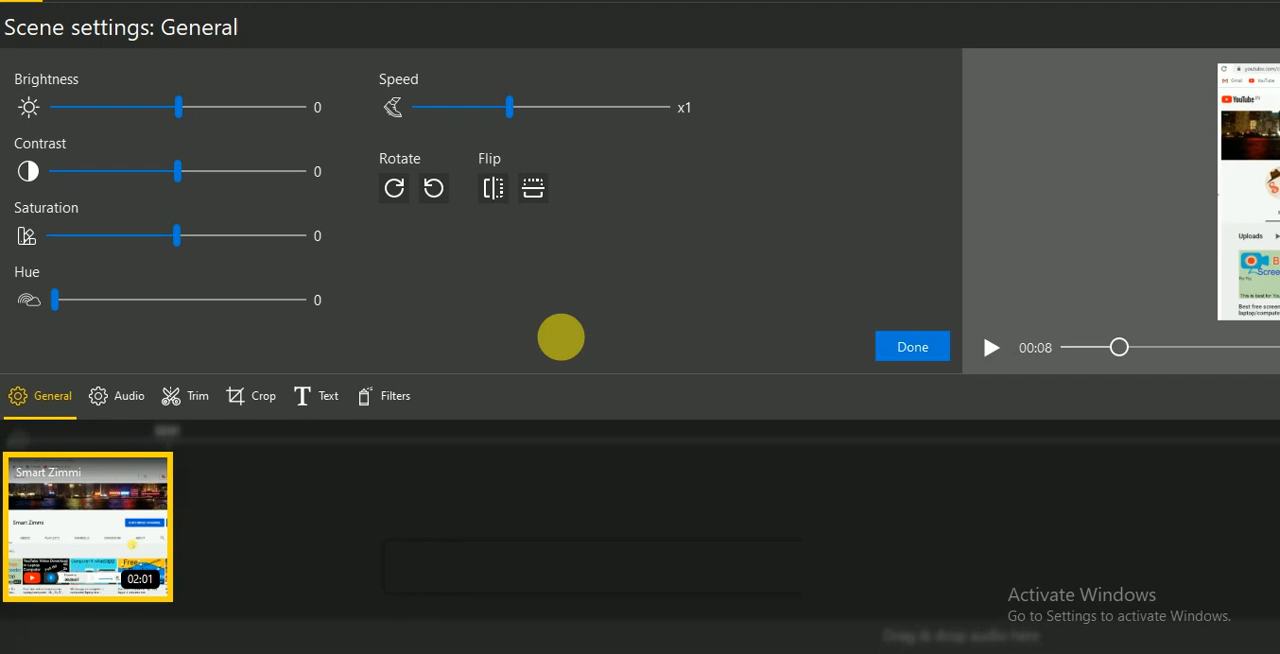 Scene settings: General
Brightness
0
Contrast
0
Saturation
0
Hue
0
Speed
x1
Rotate
Flip
Done
YouTube
Uploads
00:08
General
Audio
Trim
Crop
Text
Filters
Smart Zimmi
Smart Zimmi
02:01
Activate Windows
Go to Settings to activate Windows.
Drag & drop audio here